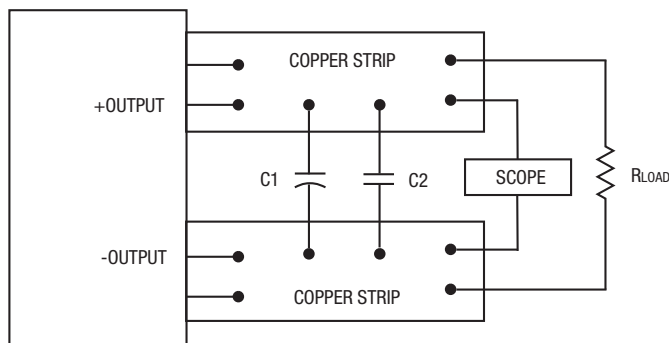 COPPER STRIP
+OUTPUT
C1
C2
SCOPE
RLOAD
-OUTPUT
COPPER STRIP